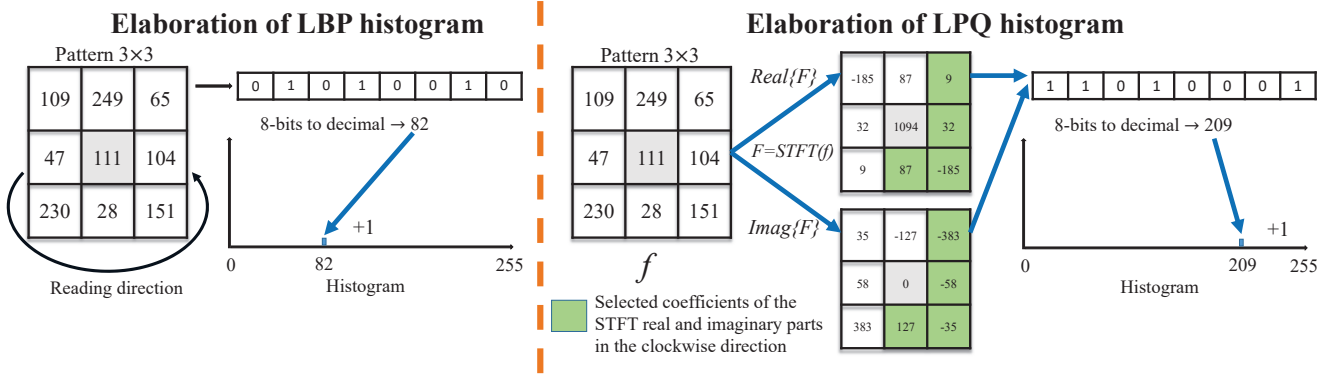 Elaboration of LBP histogram
Pattern 3×3
109 249 65
47 111 104
230 28 151
Reading direction
0 1 0 1 0 0 1 0
8-bits to decimal → 82
+1
0 82 255
Histogram
Elaboration of LPQ histogram
Pattern 3×3
109 249 65
47 111 104
230 28 151
f
Real{F}
F=STFT(f)
Imag{F}
-185 87 9
32 1094 32
9 87 -185
35 -127 -383
58 0 -58
383 127 -35
Selected coefficients of the
STFT real and imaginary parts
in the clockwise direction
1 1 0 1 0 0 0 1
8-bits to decimal → 209
+1
0 209 255
Histogram